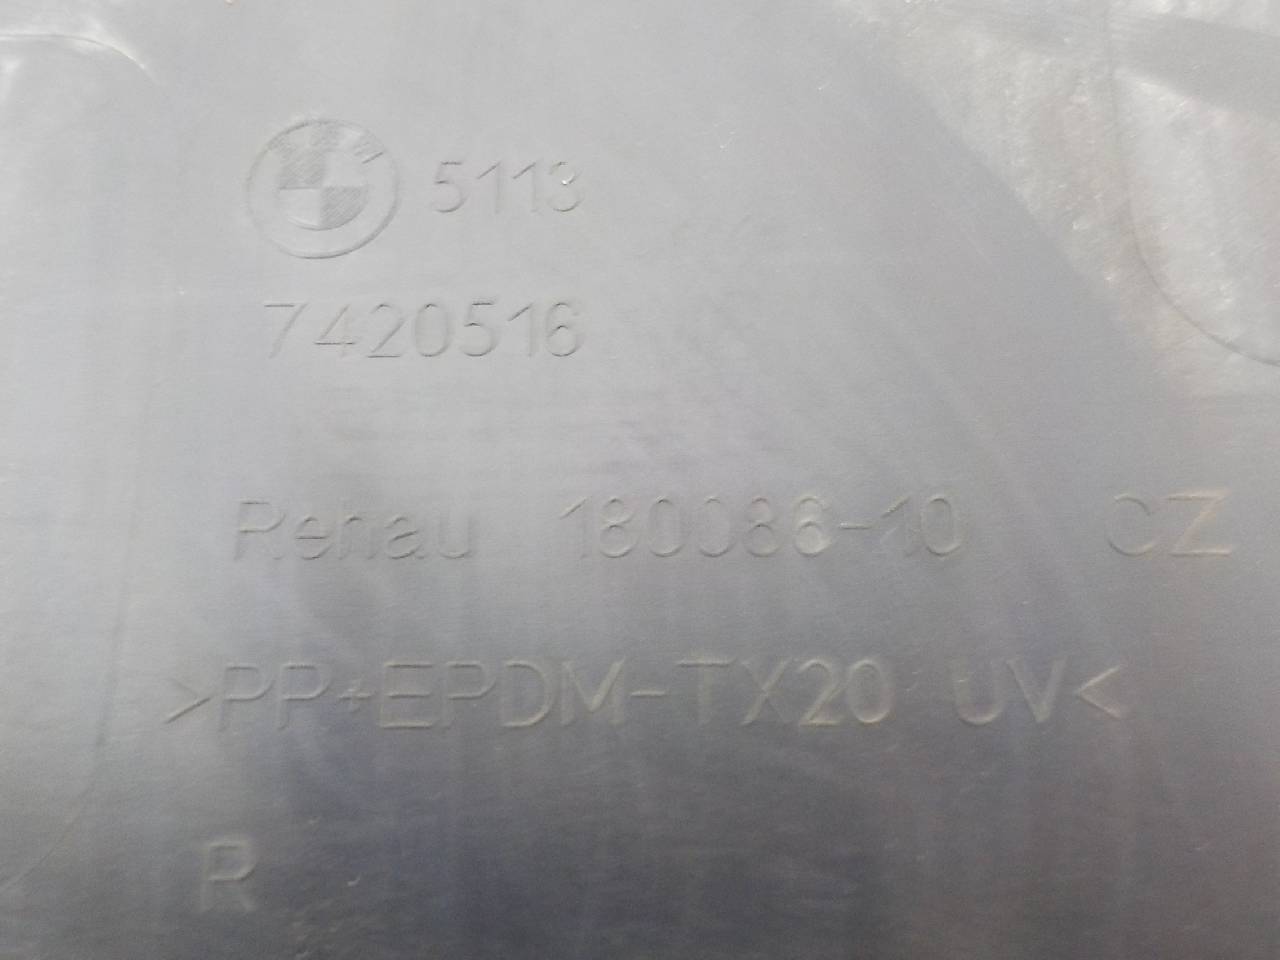 5113
7420516
Rehau 180086-10 CZ
>PP+EPDM-TX20 UV<
R